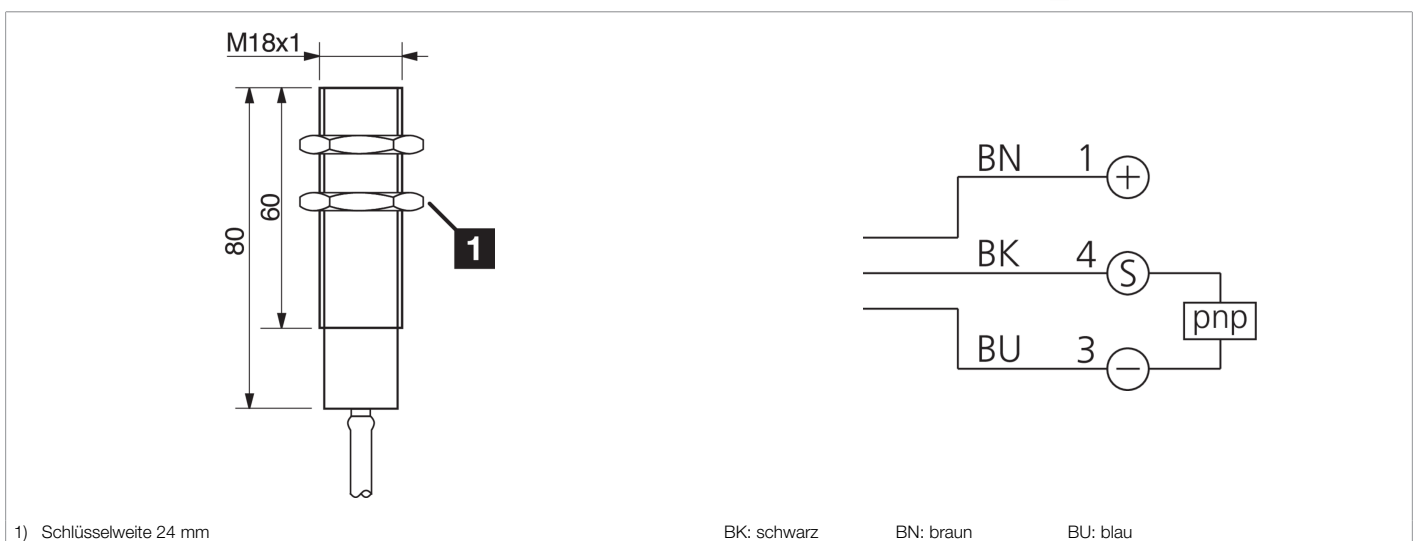 M18x1
80
60
1
BN 1 +
BK 4 S
pnp
BU 3 −
1) Schlüsselweite 24 mm
BK: schwarz BN: braun BU: blau